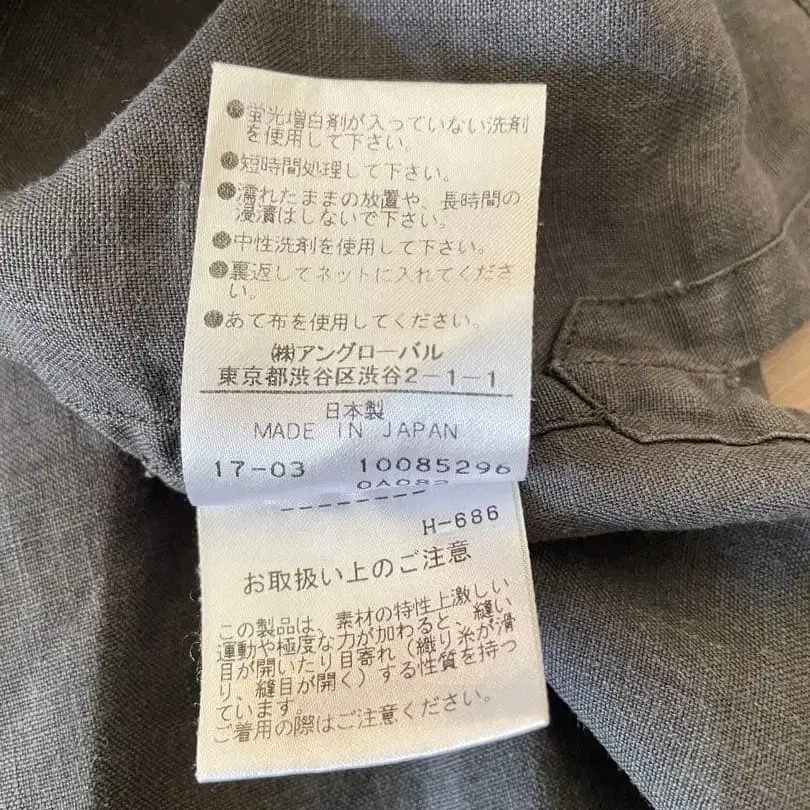 ●蛍光増白剤が入っていない洗剤
を使用して下さい。
●短時間処理して下さい。
●濡れたままの放置や、長時間の
浸漬はしないで下さい。
●中性洗剤を使用して下さい。
●裏返してネットに入れてくださ
い。
●あて布を使用してください。
㈱アングローバル
東京都渋谷区渋谷2-1-1
日本製
MADE IN JAPAN
17-03 10085296
H-686
お取扱い上のご注意
この製品は、素材の特性上激しい
運動や極度な力が加わると、縫い
目が開いたり目寄れ（織り糸が滑
り、縫目が開く）する性質を持つ
ています。
ご着用の際はご注意ください。